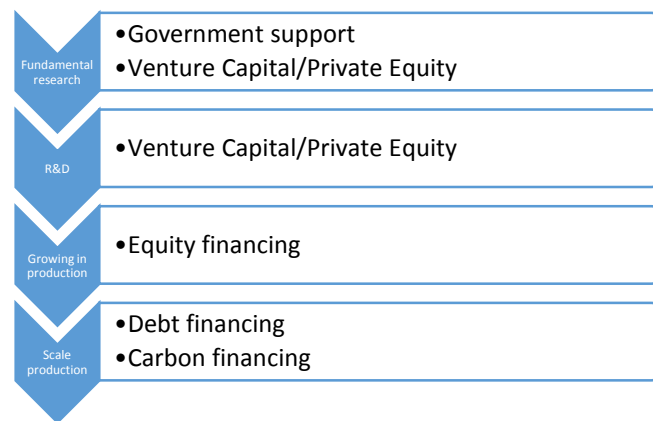 Fundamental
research
•Government support
•Venture Capital/Private Equity
R&D
•Venture Capital/Private Equity
Growing in
production
•Equity financing
Scale
production
•Debt financing
•Carbon financing